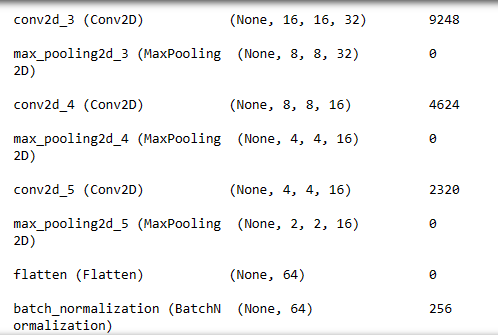 conv2d_3 (Conv2D) (None, 16, 16, 32) 9248
max_pooling2d_3 (MaxPooling (None, 8, 8, 32) 0
2D)
conv2d_4 (Conv2D) (None, 8, 8, 16) 4624
max_pooling2d_4 (MaxPooling (None, 4, 4, 16) 0
2D)
conv2d_5 (Conv2D) (None, 4, 4, 16) 2320
max_pooling2d_5 (MaxPooling (None, 2, 2, 16) 0
2D)
flatten (Flatten) (None, 64) 0
batch_normalization (BatchN (None, 64) 256
ormalization)